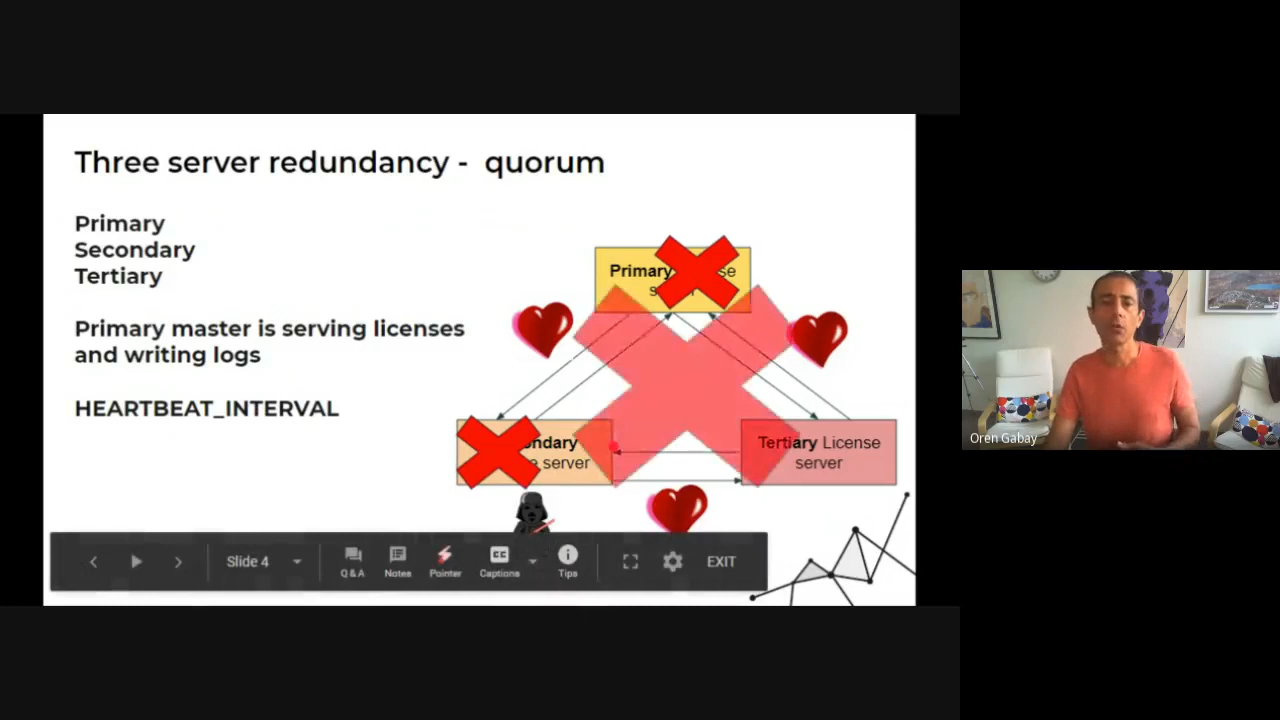 Three server redundancy - quorum
Primary
Secondary
Tertiary
Primary master is serving licenses
and writing logs
HEARTBEAT_INTERVAL
Primary
server
Tertiary License
server
Slide 4
Q & A
Notes
Pointer
Captions
Tips
EXIT
Oren Gabay